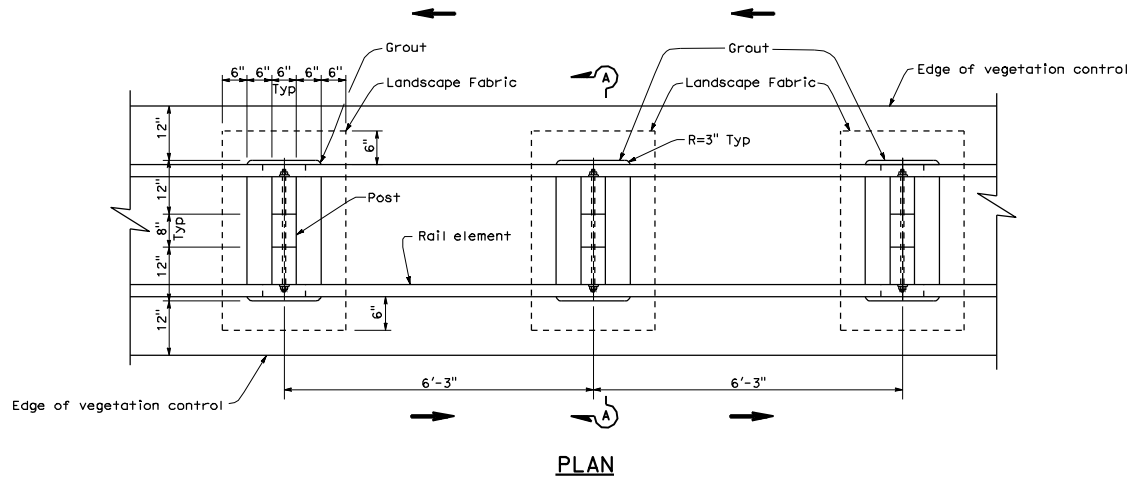 Grout
Grout
6" 6" 6" 6" 6"
Typ
Landscape Fabric
A
Landscape Fabric
Edge of vegetation control
12"
6"
R=3" Typ
12"
Post
8"
Typ
Rail element
12"
6"
12"
6'-3"
6'-3"
Edge of vegetation control
A
PLAN